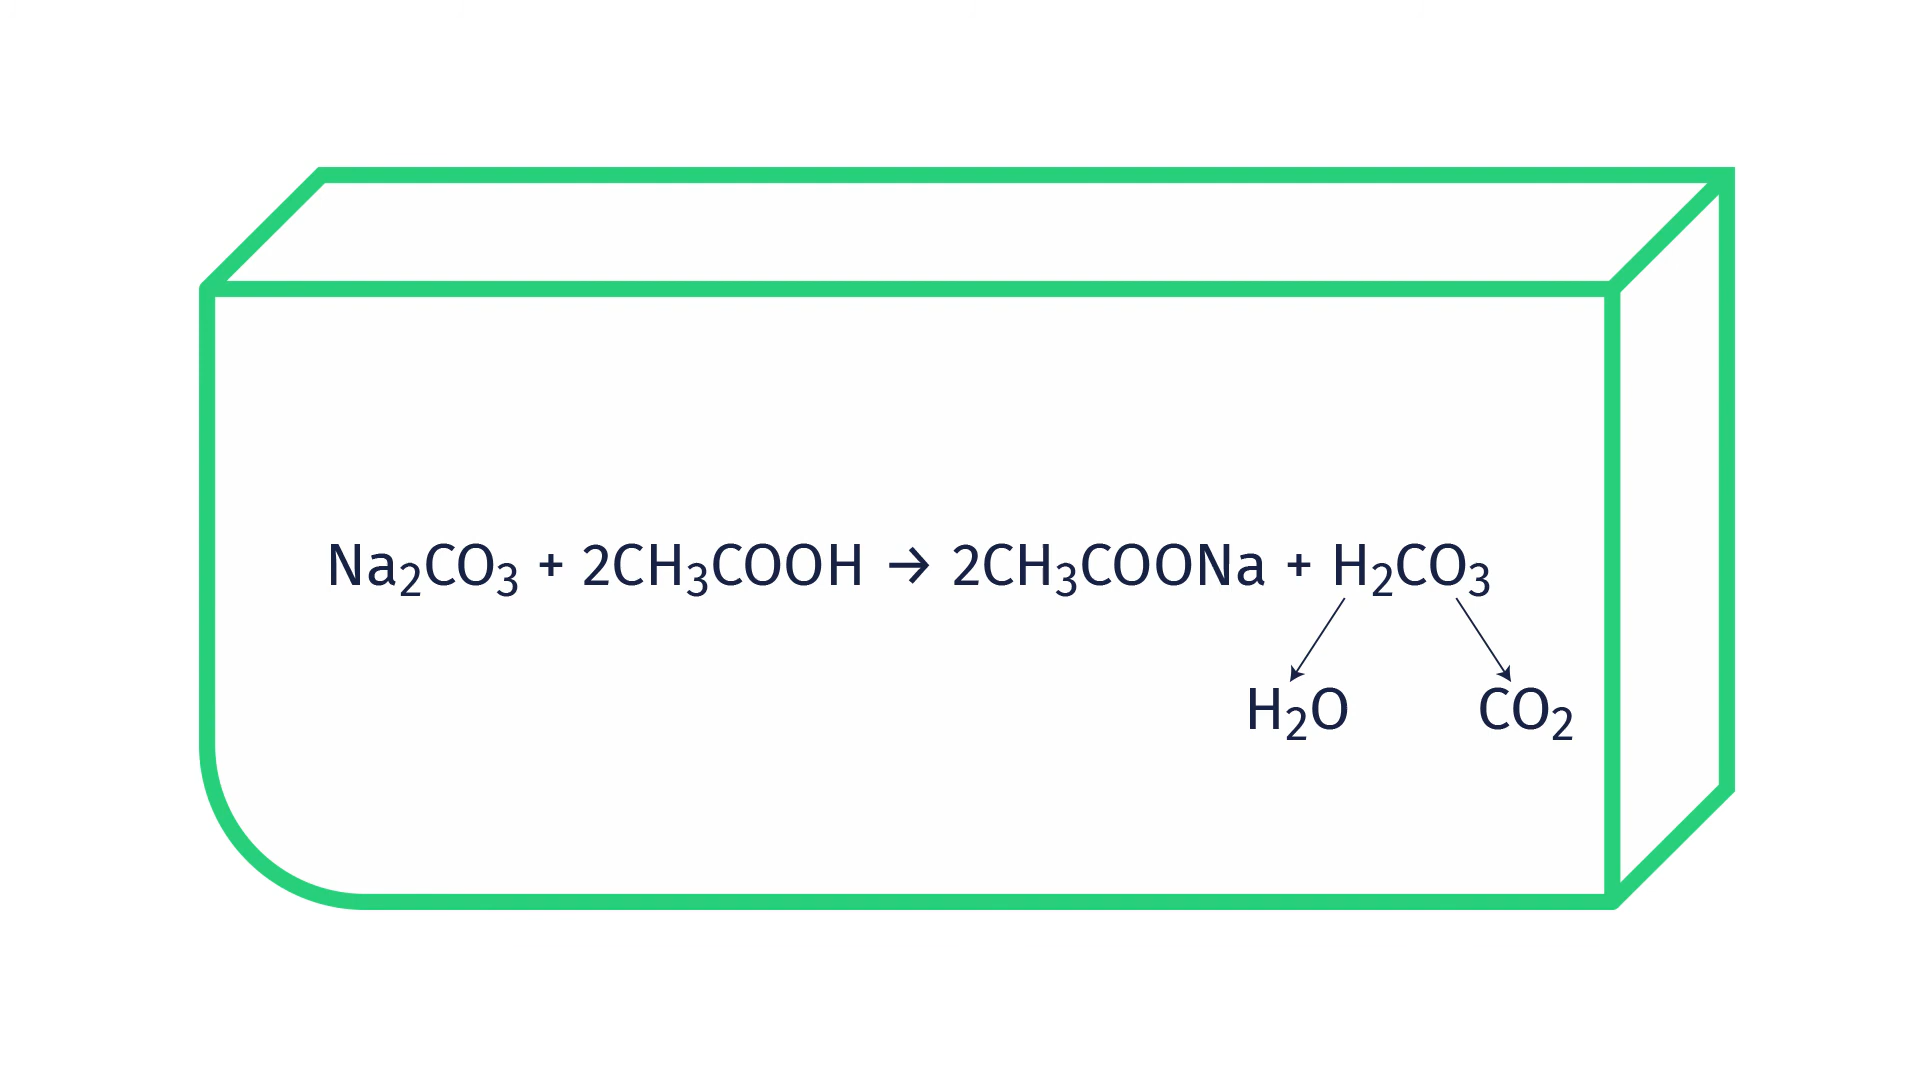 Na₂CO₃ + 2CH₃COOH → 2CH₃COONa + H₂CO₃
H₂O CO₂